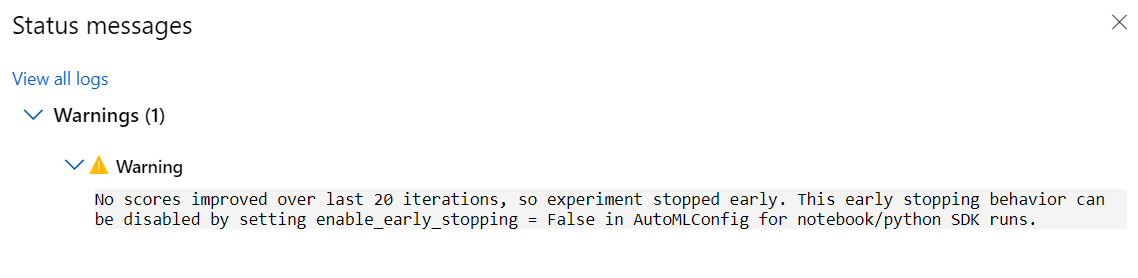 Status messages
View all logs
Warnings (1)
Warning
No scores improved over last 20 iterations, so experiment stopped early. This early stopping behavior can
be disabled by setting enable_early_stopping = False in AutoMLConfig for notebook/python SDK runs.